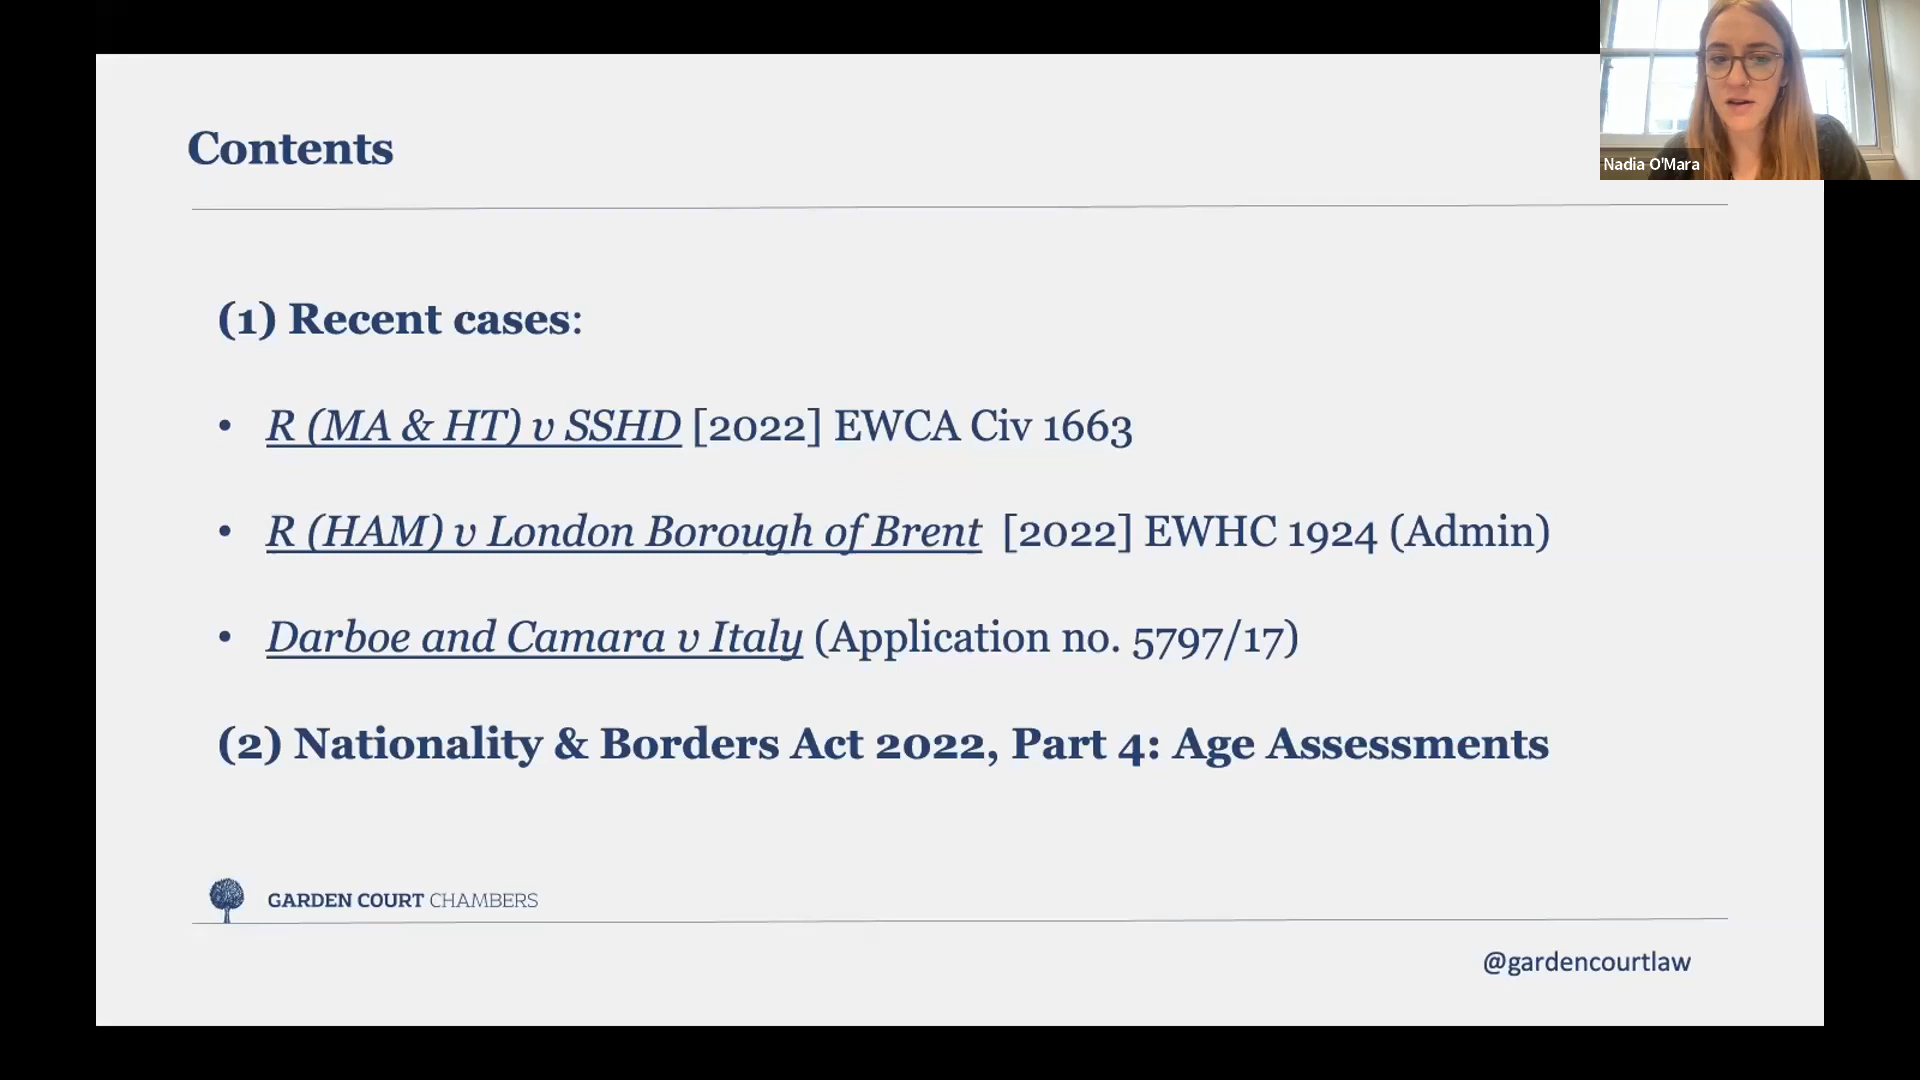 Nadia O'Mara
Contents
(1) Recent cases:
• R (MA & HT) v SSHD [2022] EWCA Civ 1663
• R (HAM) v London Borough of Brent [2022] EWHC 1924 (Admin)
• Darboe and Camara v Italy (Application no. 5797/17)
(2) Nationality & Borders Act 2022, Part 4: Age Assessments
GARDEN COURT CHAMBERS
@gardencourtlaw